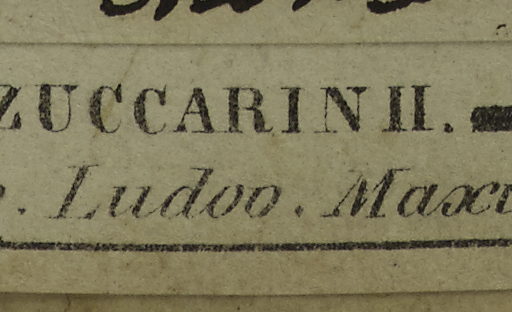 ZUCCARINII.
. Ludov. Maxi